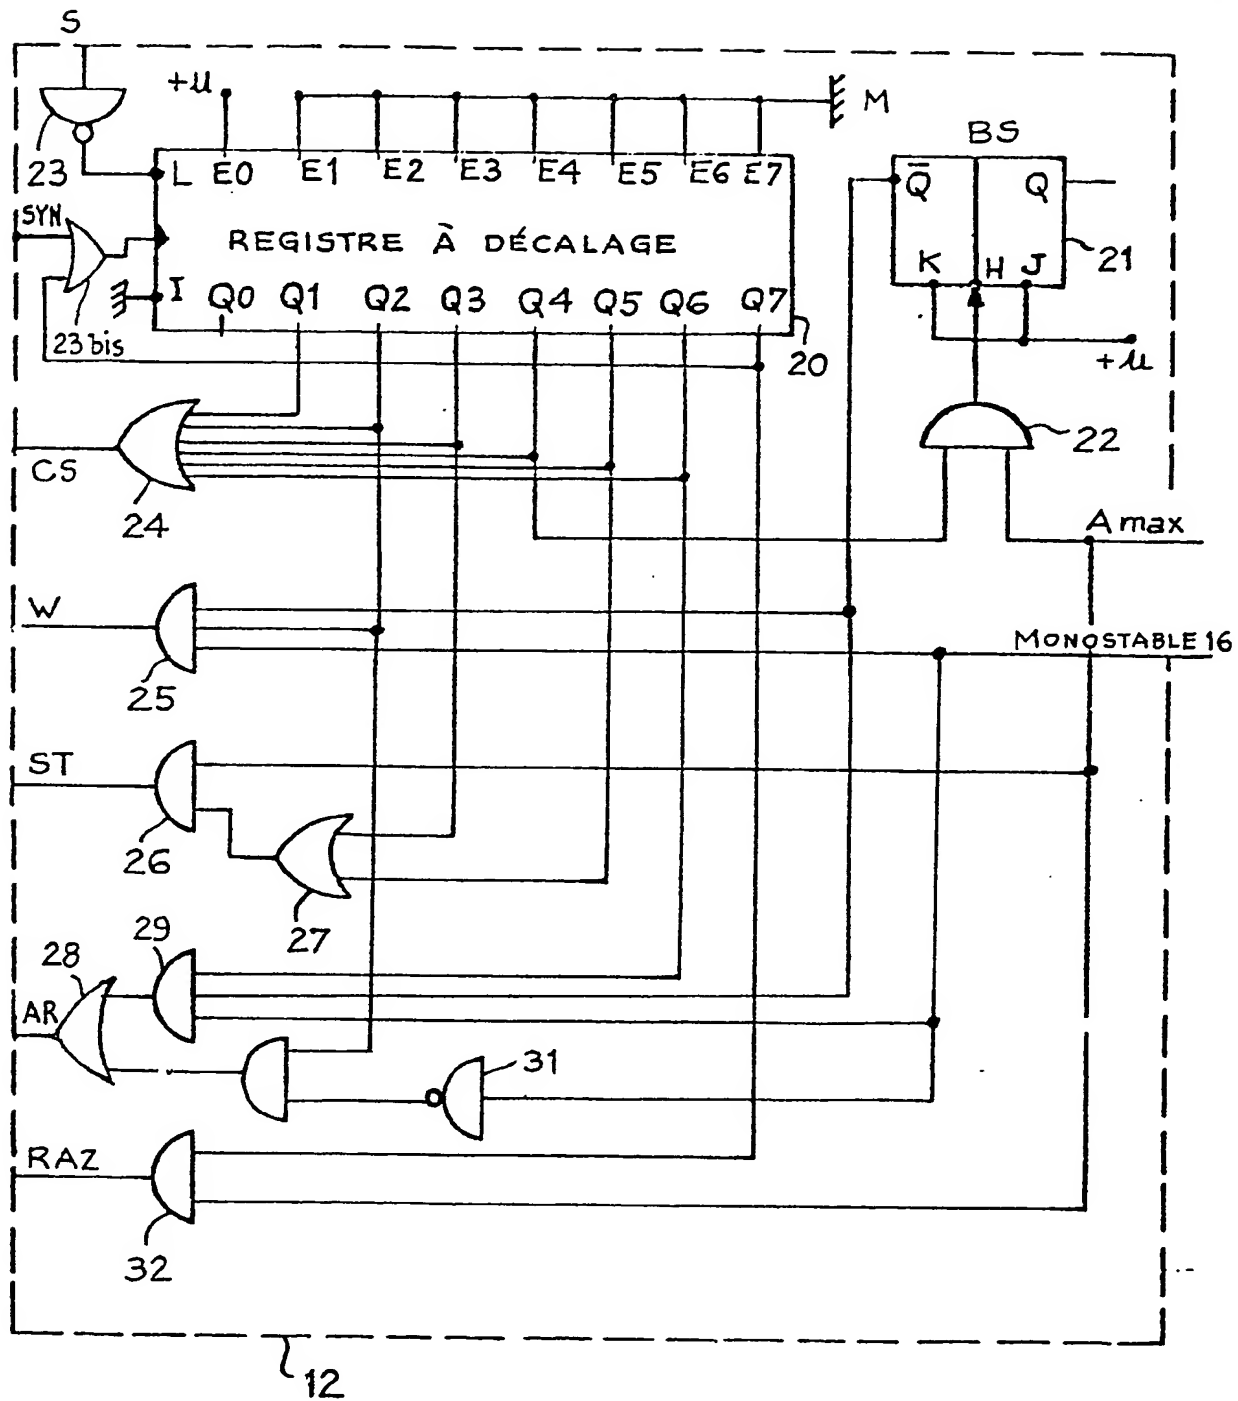 S
+u
M
BS
23
L E0 E1 E2 E3 E4 E5 E6 E7
Q̅ Q
SYN
REGISTRE À DÉCALAGE
K H J
21
I Q0 Q1 Q2 Q3 Q4 Q5 Q6 Q7
23 bis
20
+u
22
CS
24
A max
W
MONOSTABLE 16
25
ST
26
27
29
28
AR
31
RAZ
32
12